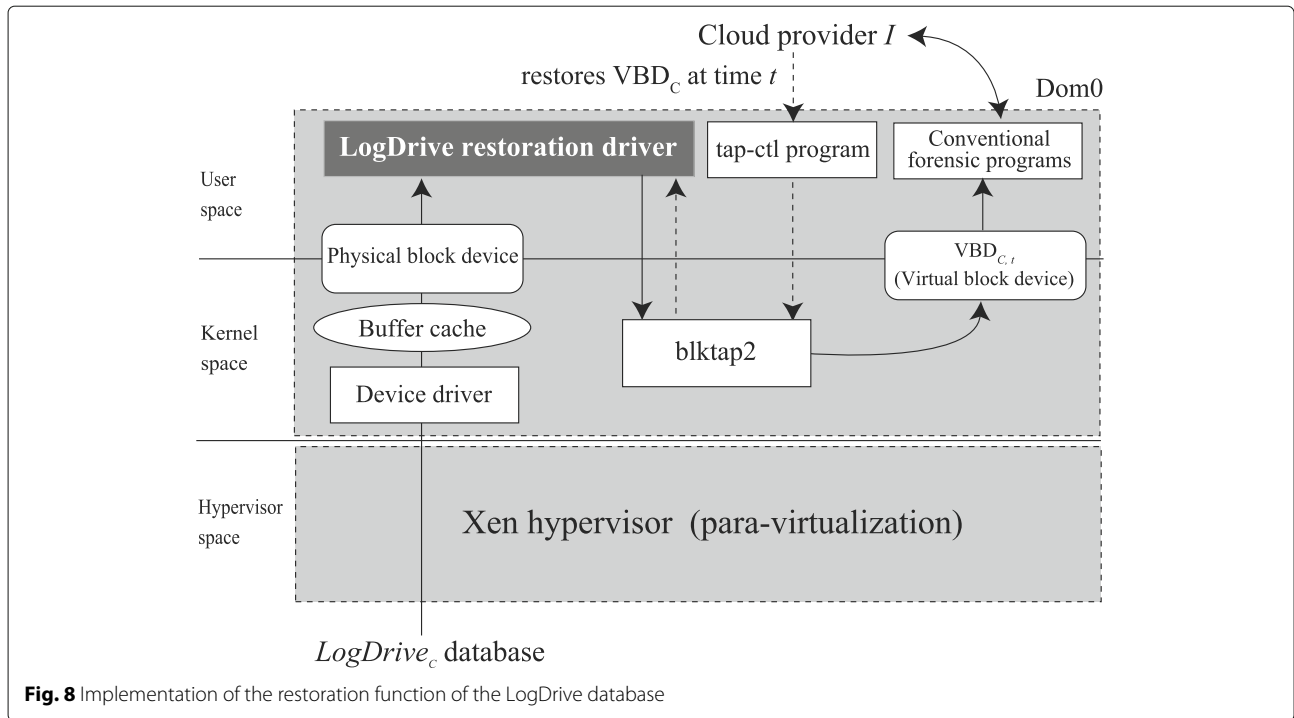 Cloud provider I
restores VBD_C at time t
Dom0
LogDrive restoration driver
tap-ctl program
Conventional
forensic programs
User
space
Physical block device
VBD_C, t
(Virtual block device)
Buffer cache
Kernel
space
blktap2
Device driver
Hypervisor
space
Xen hypervisor (para-virtualization)
LogDrive_C database
Fig. 8 Implementation of the restoration function of the LogDrive database